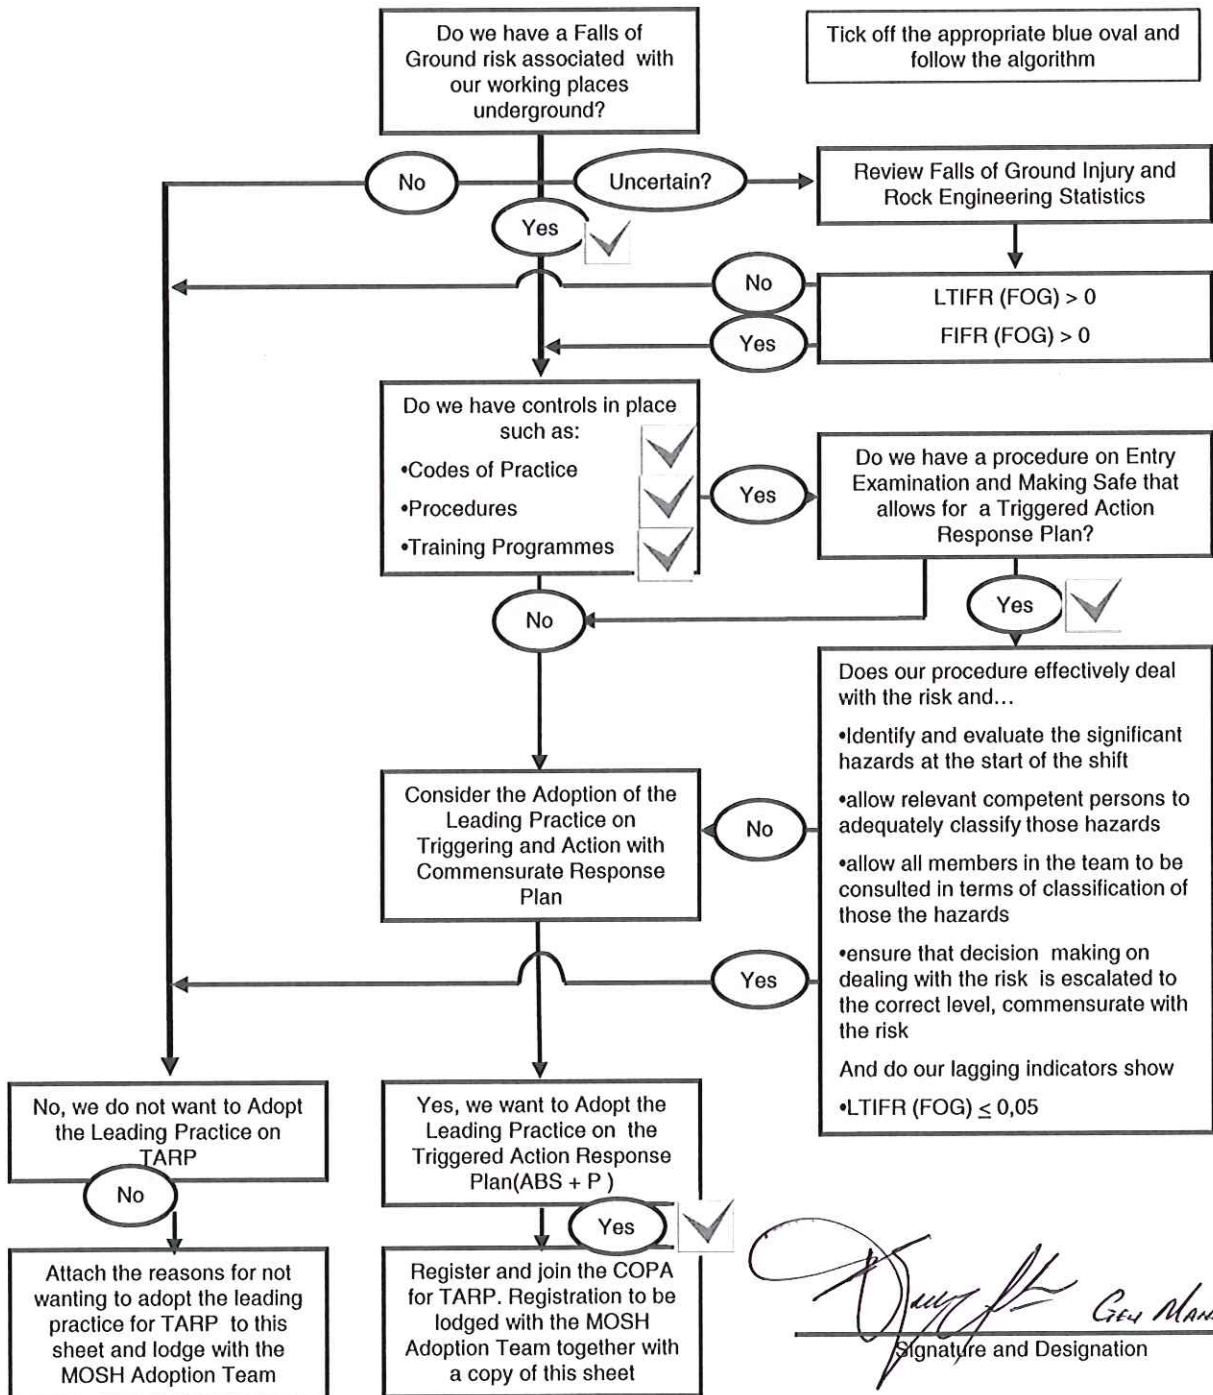 Do we have a Falls of
Ground risk associated with
our working places
underground?
Tick off the appropriate blue oval and
follow the algorithm
No
Uncertain?
Review Falls of Ground Injury and
Rock Engineering Statistics
Yes
No
LTIFR (FOG) > 0
Yes
FIFR (FOG) > 0
Do we have controls in place
such as:
•Codes of Practice
•Procedures
•Training Programmes
Yes
Do we have a procedure on Entry
Examination and Making Safe that
allows for a Triggered Action
Response Plan?
No
Yes
Does our procedure effectively deal
with the risk and...
•Identify and evaluate the significant
hazards at the start of the shift
•allow relevant competent persons to
adequately classify those hazards
•allow all members in the team to be
consulted in terms of classification of
those the hazards
•ensure that decision making on
dealing with the risk is escalated to
the correct level, commensurate with
the risk
And do our lagging indicators show
•LTIFR (FOG) ≤ 0,05
Consider the Adoption of the
Leading Practice on
Triggering and Action with
Commensurate Response
Plan
No
Yes
No, we do not want to Adopt
the Leading Practice on
TARP
No
Yes, we want to Adopt the
Leading Practice on the
Triggered Action Response
Plan(ABS + P )
Yes
Attach the reasons for not
wanting to adopt the leading
practice for TARP to this
sheet and lodge with the
MOSH Adoption Team
Register and join the COPA
for TARP. Registration to be
lodged with the MOSH
Adoption Team together with
a copy of this sheet
Signature and Designation